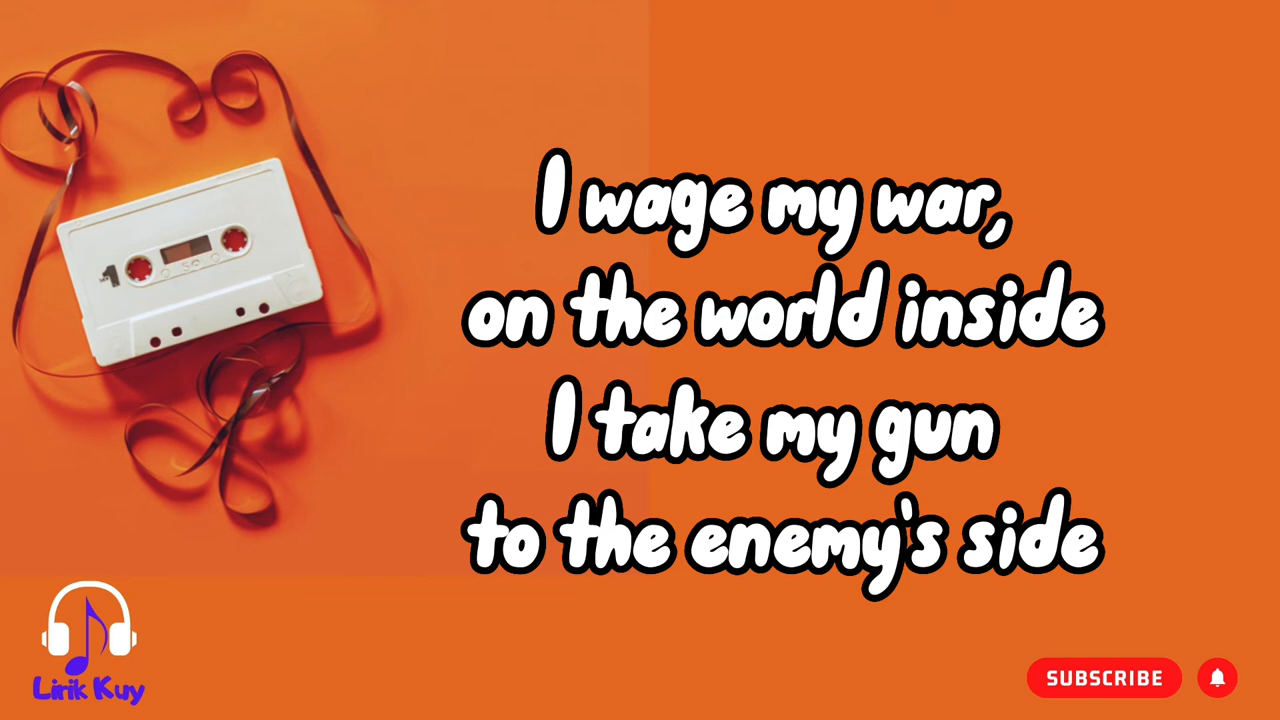 I wage my war,
on the world inside
I take my gun
to the enemy's side
Lirik Kuy
SUBSCRIBE